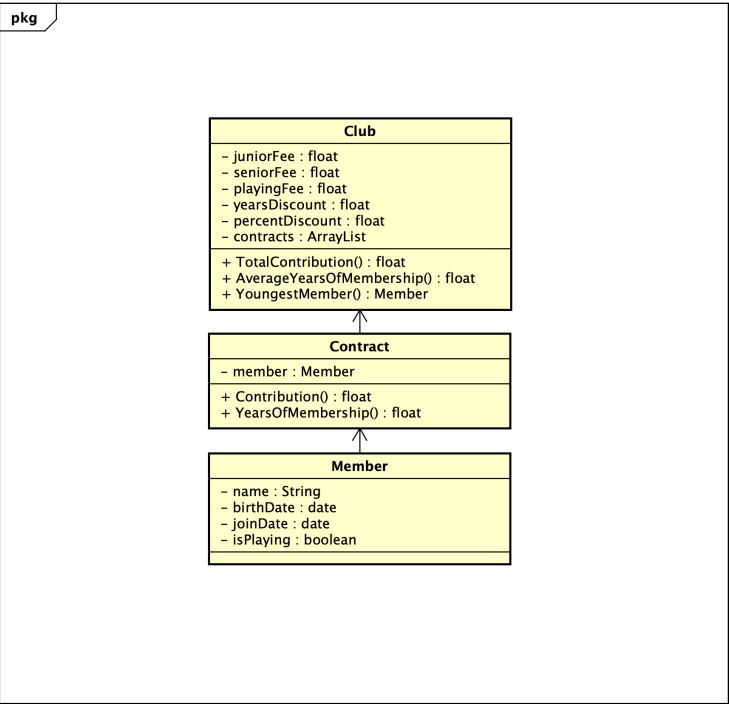 pkg
Club
– juniorFee : float
– seniorFee : float
– playingFee : float
– yearsDiscount : float
– percentDiscount : float
– contracts : ArrayList
+ TotalContribution() : float
+ AverageYearsOfMembership() : float
+ YoungestMember() : Member
Contract
– member : Member
+ Contribution() : float
+ YearsOfMembership() : float
Member
– name : String
– birthDate : date
– joinDate : date
– isPlaying : boolean